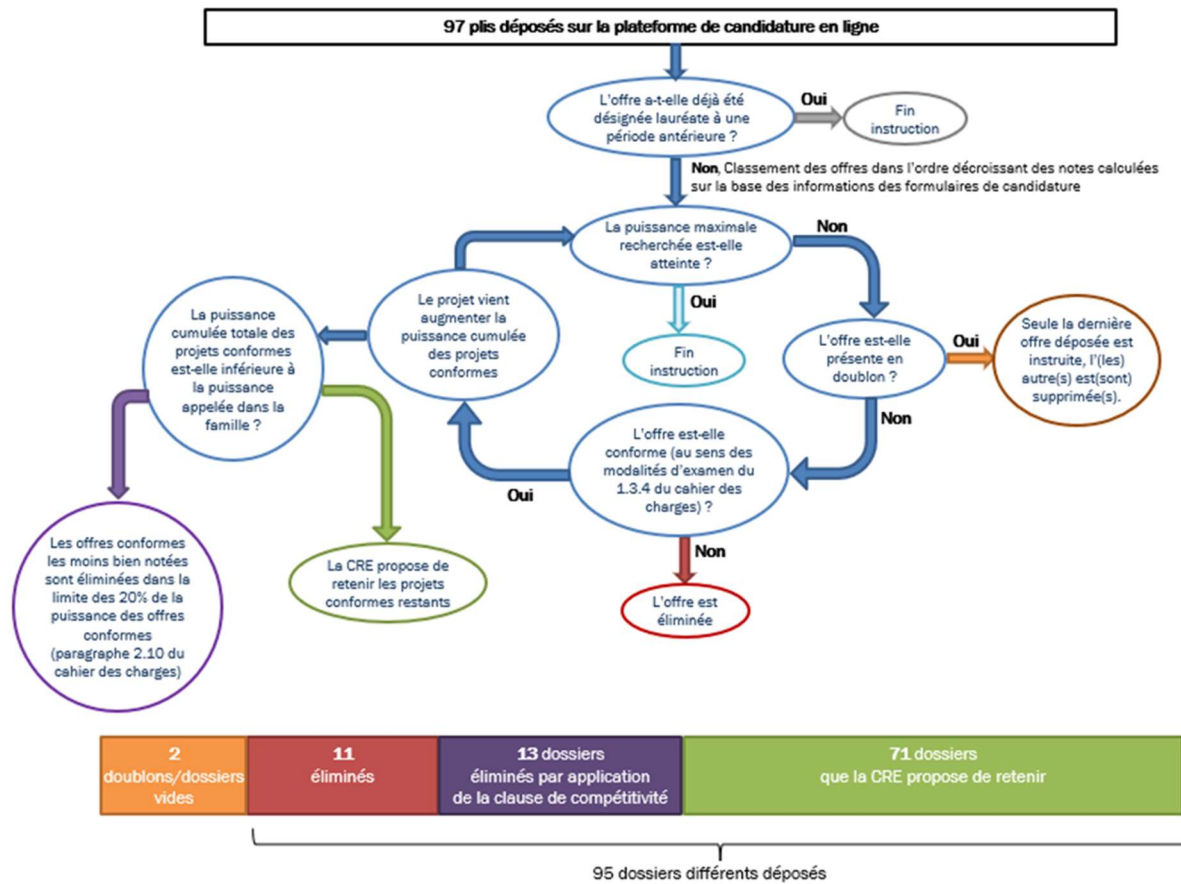 97 plis déposés sur la plateforme de candidature en ligne
L'offre a-t-elle déjà été
désignée lauréate à une
période antérieure ?
Oui
Fin
instruction
Non, Classement des offres dans l'ordre décroissant des notes calculées
sur la base des informations des formulaires de candidature
La puissance maximale
recherchée est-elle
atteinte ?
Non
Oui
Fin
instruction
L'offre est-elle
présente en
doublon ?
Oui
Seule la dernière
offre déposée est
instruite, l'(les)
autre(s) est(sont)
supprimée(s).
Non
L'offre est-elle
conforme (au sens des
modalités d'examen du
1.3.4 du cahier des
charges) ?
Oui
Non
L'offre est
éliminée
Le projet vient
augmenter la
puissance cumulée
des projets
conformes
La puissance
cumulée totale des
projets conformes
est-elle inférieure à
la puissance
appelée dans la
famille ?
Les offres conformes
les moins bien notées
sont éliminées dans la
limite des 20% de la
puissance des offres
conformes
(paragraphe 2.10 du
cahier des charges)
La CRE propose de
retenir les projets
conformes restants
2
doublons/dossiers
vides
11
éliminés
13 dossiers
éliminés par application
de la clause de compétitivité
71 dossiers
que la CRE propose de retenir
95 dossiers différents déposés